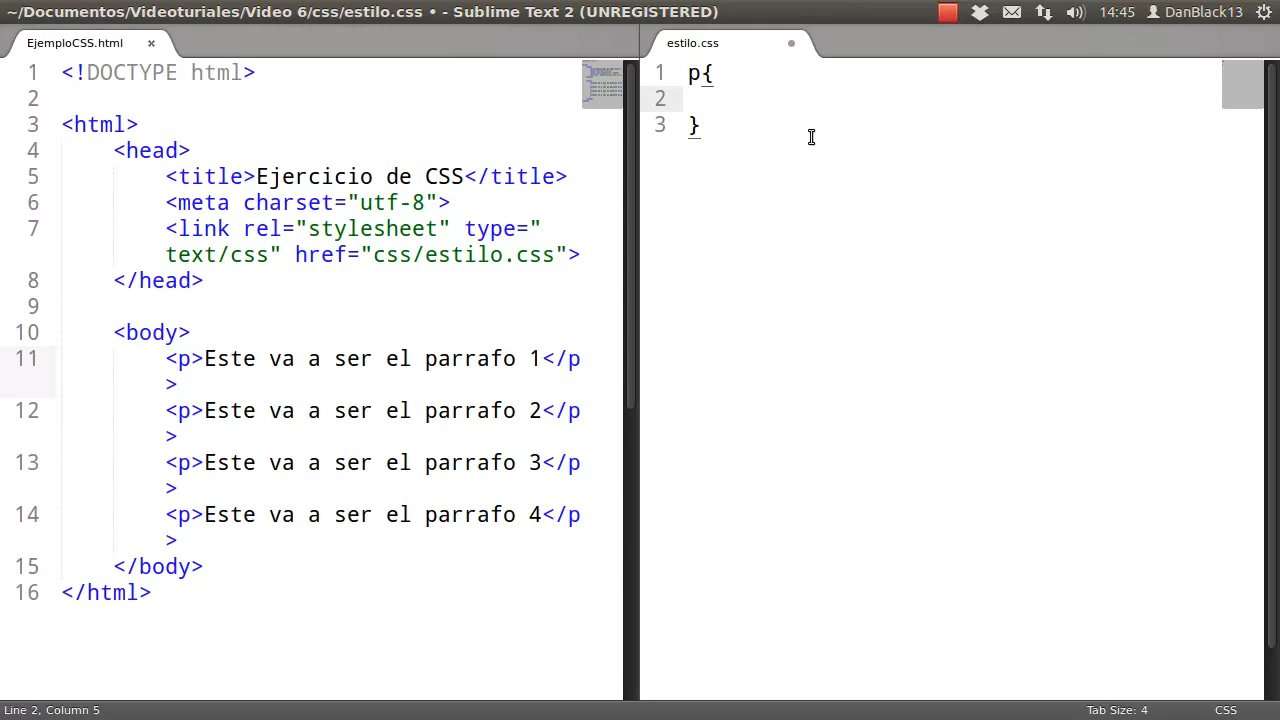 ~/Documentos/Videoturiales/Video 6/css/estilo.css • - Sublime Text 2 (UNREGISTERED)
14:45
DanBlack13
EjemploCSS.html
1 <!DOCTYPE html>
2
3 <html>
4 <head>
5 <title>Ejercicio de CSS</title>
6 <meta charset="utf-8">
7 <link rel="stylesheet" type="
text/css" href="css/estilo.css">
8 </head>
9
10 <body>
11 <p>Este va a ser el parrafo 1</p
>
12 <p>Este va a ser el parrafo 2</p
>
13 <p>Este va a ser el parrafo 3</p
>
14 <p>Este va a ser el parrafo 4</p
>
15 </body>
16 </html>
estilo.css
1 p{
2
3 }
Line 2, Column 5
Tab Size: 4
CSS